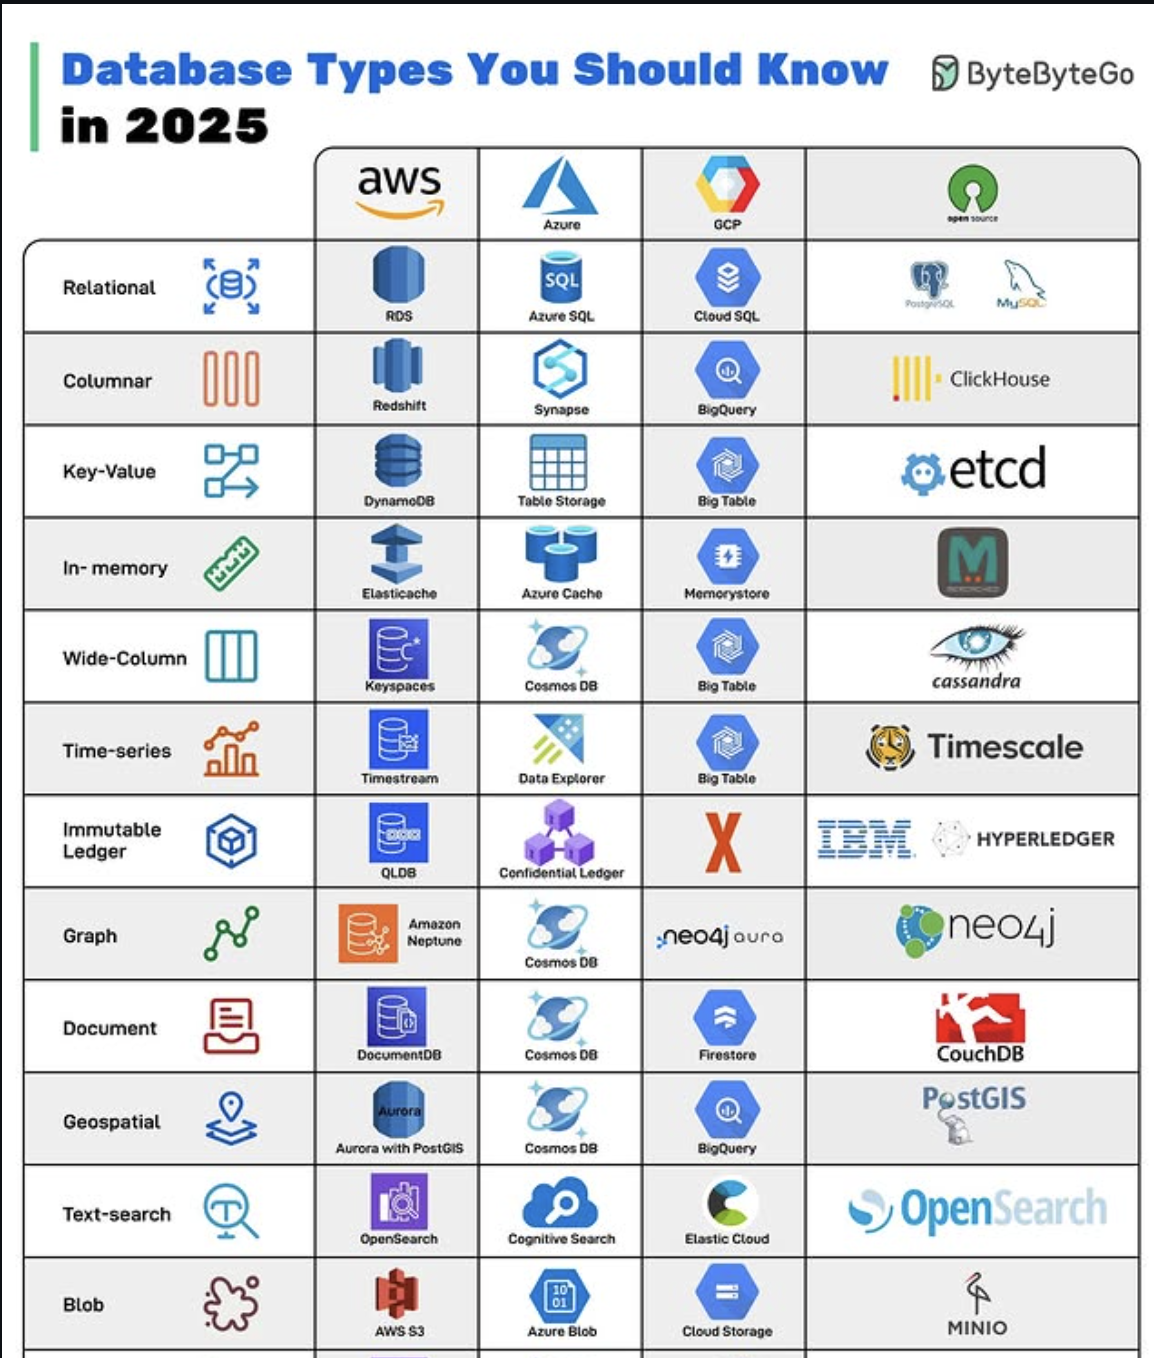 Database Types You Should Know
in 2025
ByteByteGo
aws
Azure
GCP
open source
Relational
RDS
SQL
Azure SQL
Cloud SQL
PostgreSQL
MySQL
Columnar
Redshift
Synapse
BigQuery
ClickHouse
Key-Value
DynamoDB
Table Storage
Big Table
etcd
In- memory
Elasticache
Azure Cache
Memorystore
M
Wide-Column
Keyspaces
Cosmos DB
Big Table
cassandra
Time-series
Timestream
Data Explorer
Big Table
Timescale
Immutable
Ledger
QLDB
Confidential Ledger
X
IBM
HYPERLEDGER
Graph
Amazon
Neptune
Cosmos DB
neo4j aura
neo4j
Document
DocumentDB
Cosmos DB
Firestore
CouchDB
Geospatial
Aurora
Aurora with PostGIS
Cosmos DB
BigQuery
PostGIS
Text-search
OpenSearch
Cognitive Search
Elastic Cloud
OpenSearch
Blob
AWS S3
10
01
Azure Blob
Cloud Storage
MINIO